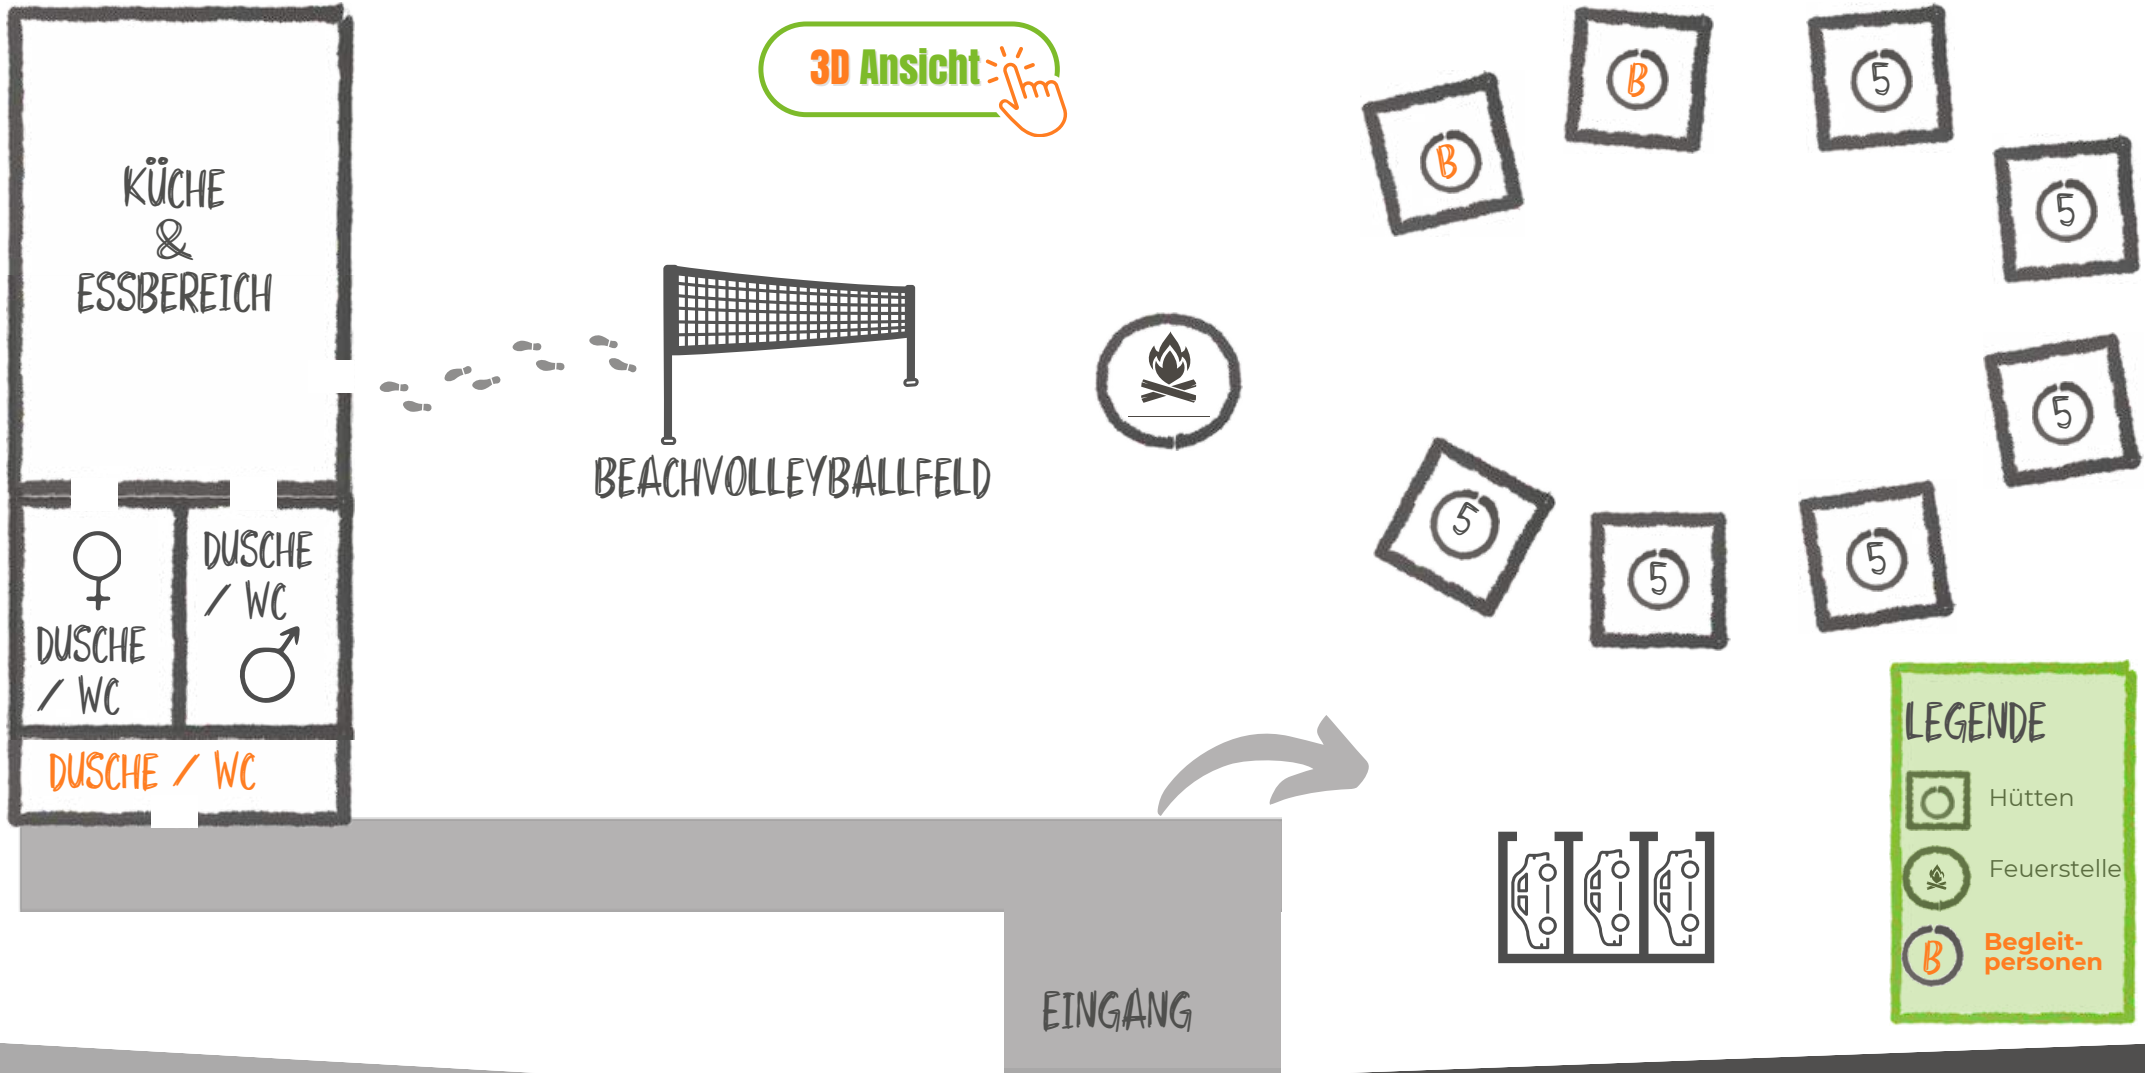 3D Ansicht
B
B
5
5
5
5
5
5
KÜCHE
&
ESSBEREICH
BEACHVOLLEYBALLFELD
DUSCHE
/ WC
DUSCHE
/ WC
DUSCHE / WC
EINGANG
LEGENDE
Hütten
Feuerstelle
B
Begleit-
personen